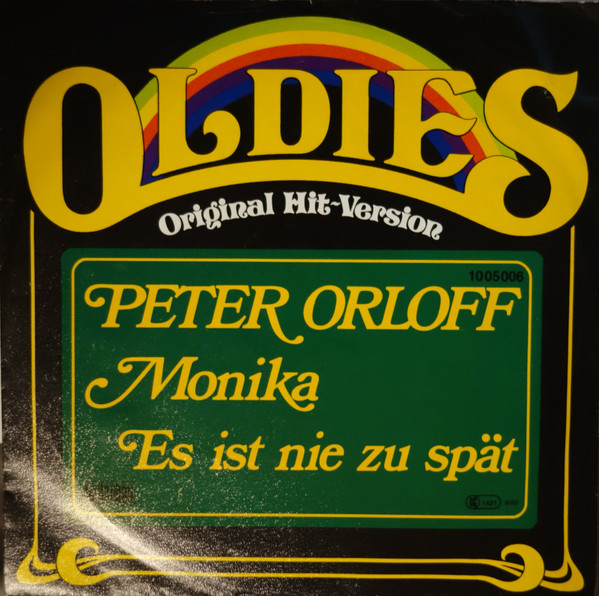 OLDIES
Original Hit-Version
1005006
PETER ORLOFF
Monika
Es ist nie zu spät